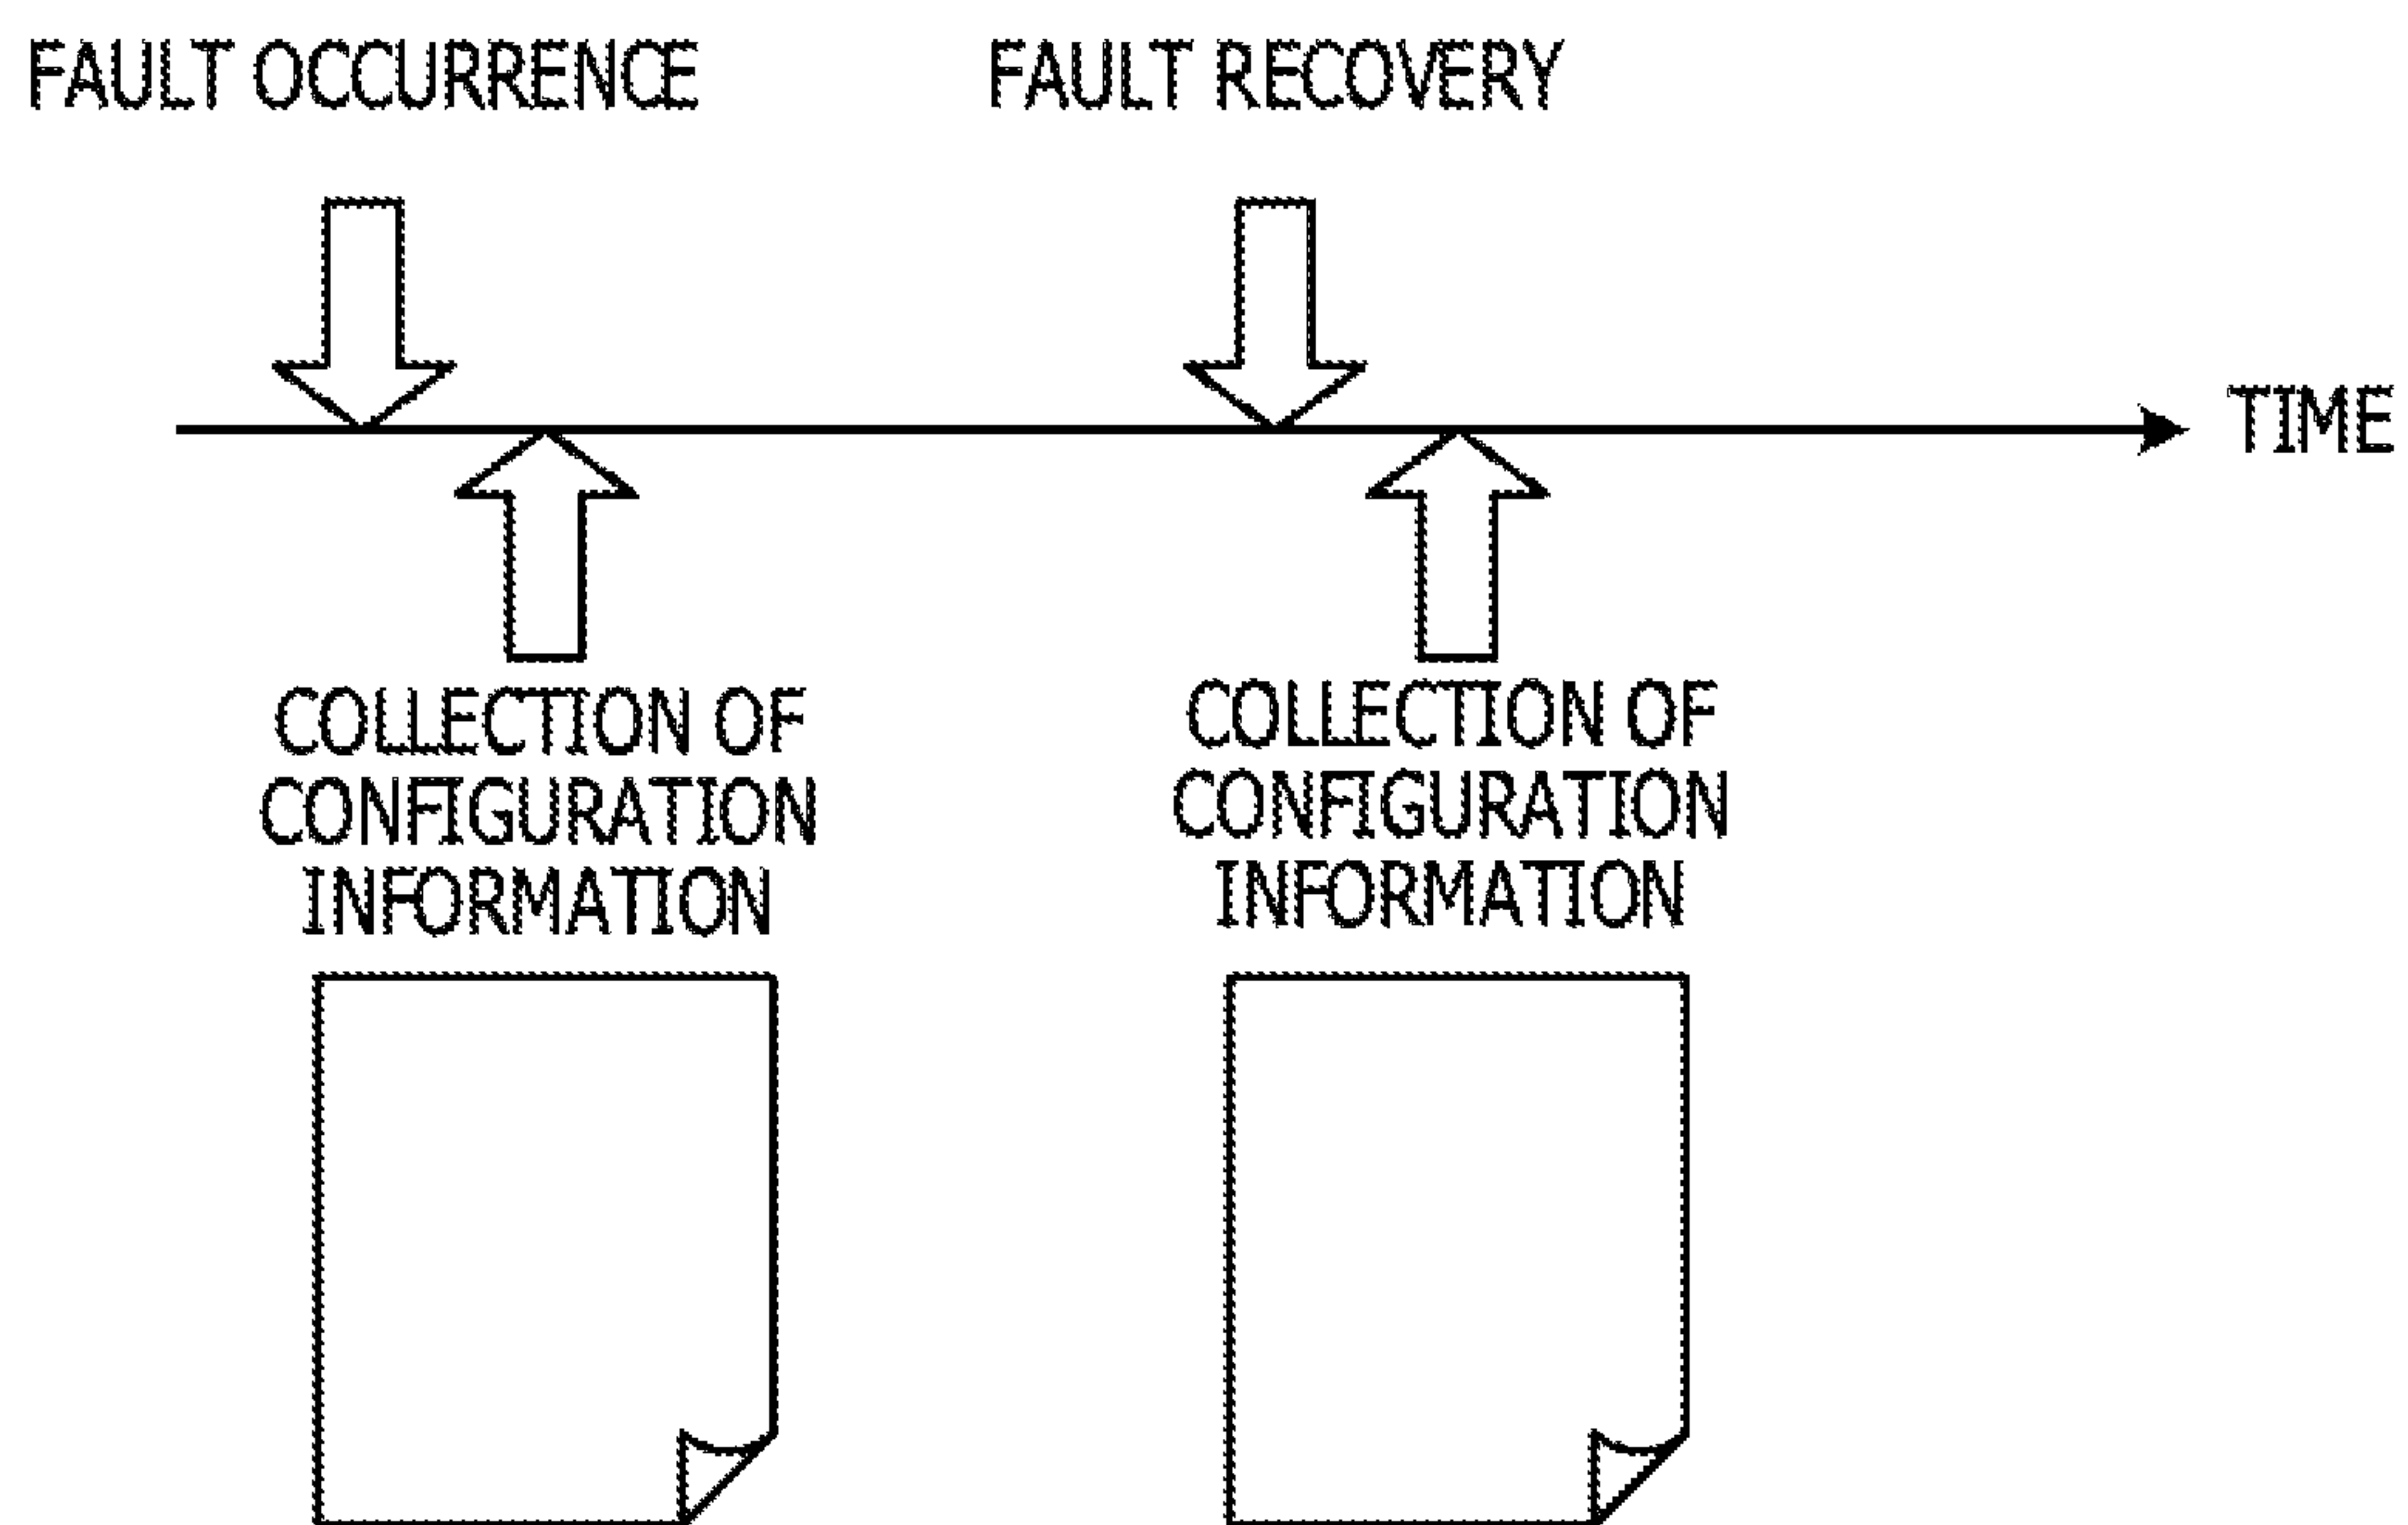 FAULT OCCURRENCE
FAULT RECOVERY
TIME
COLLECTION OF
CONFIGURATION
INFORMATION
COLLECTION OF
CONFIGURATION
INFORMATION